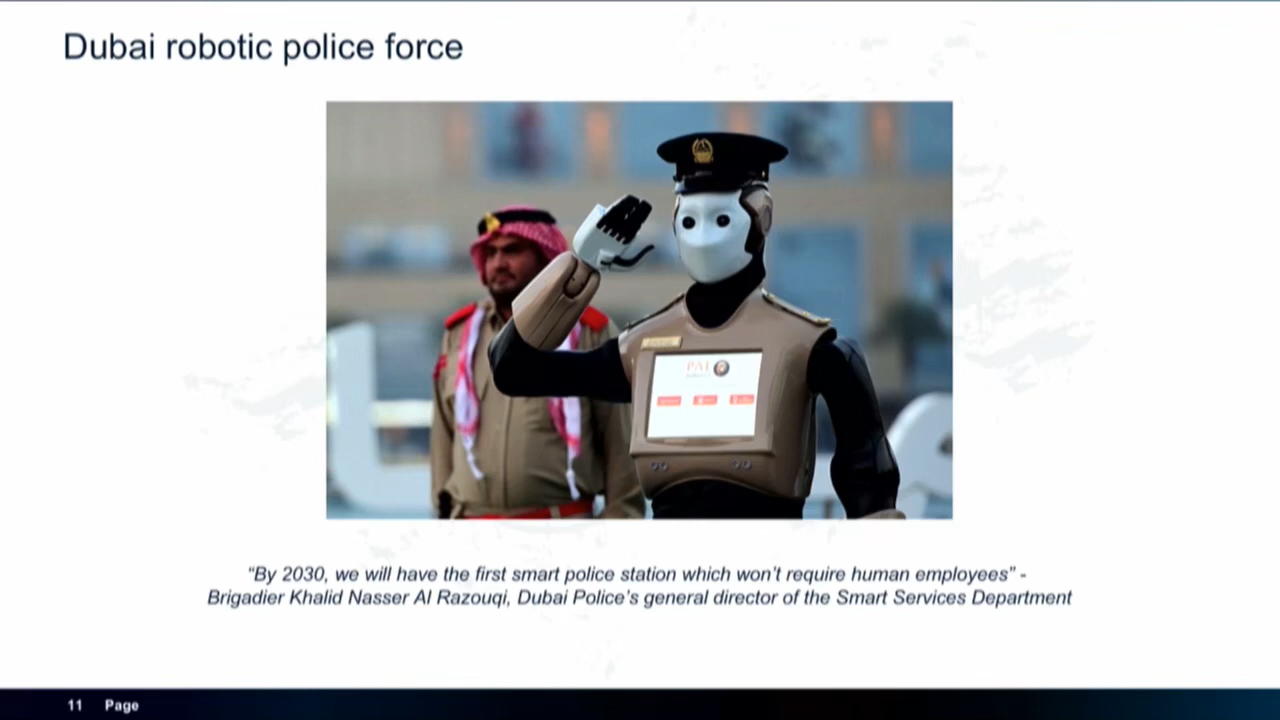 Dubai robotic police force
PAL
“By 2030, we will have the first smart police station which won’t require human employees” -
Brigadier Khalid Nasser Al Razouqi, Dubai Police’s general director of the Smart Services Department
11 Page